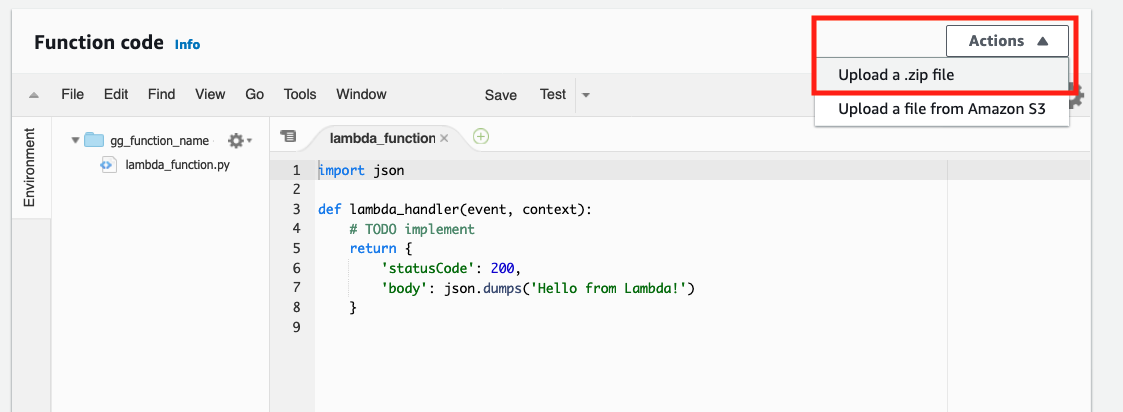 Function code Info
Actions
Upload a .zip file
Upload a file from Amazon S3
File Edit Find View Go Tools Window Save Test
Environment
gg_function_name
lambda_function.py
lambda_function
1 import json
2
3 def lambda_handler(event, context):
4     # TODO implement
5     return {
6         'statusCode': 200,
7         'body': json.dumps('Hello from Lambda!')
8     }
9